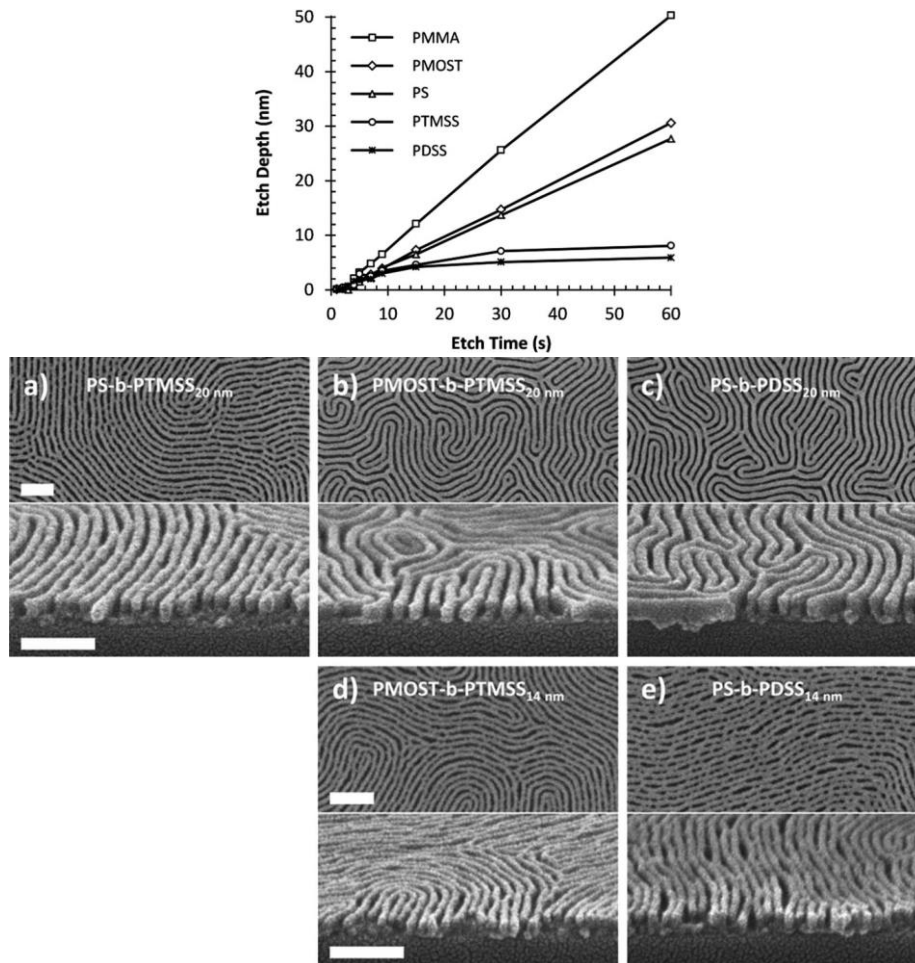 50
40
30
20
10
0
Etch Depth (nm)
PMMA
PMOST
PS
PTMSS
PDSS
0 10 20 30 40 50 60
Etch Time (s)
a) PS-b-PTMSS20 nm
b) PMOST-b-PTMSS20 nm
c) PS-b-PDSS20 nm
d) PMOST-b-PTMSS14 nm
e) PS-b-PDSS14 nm